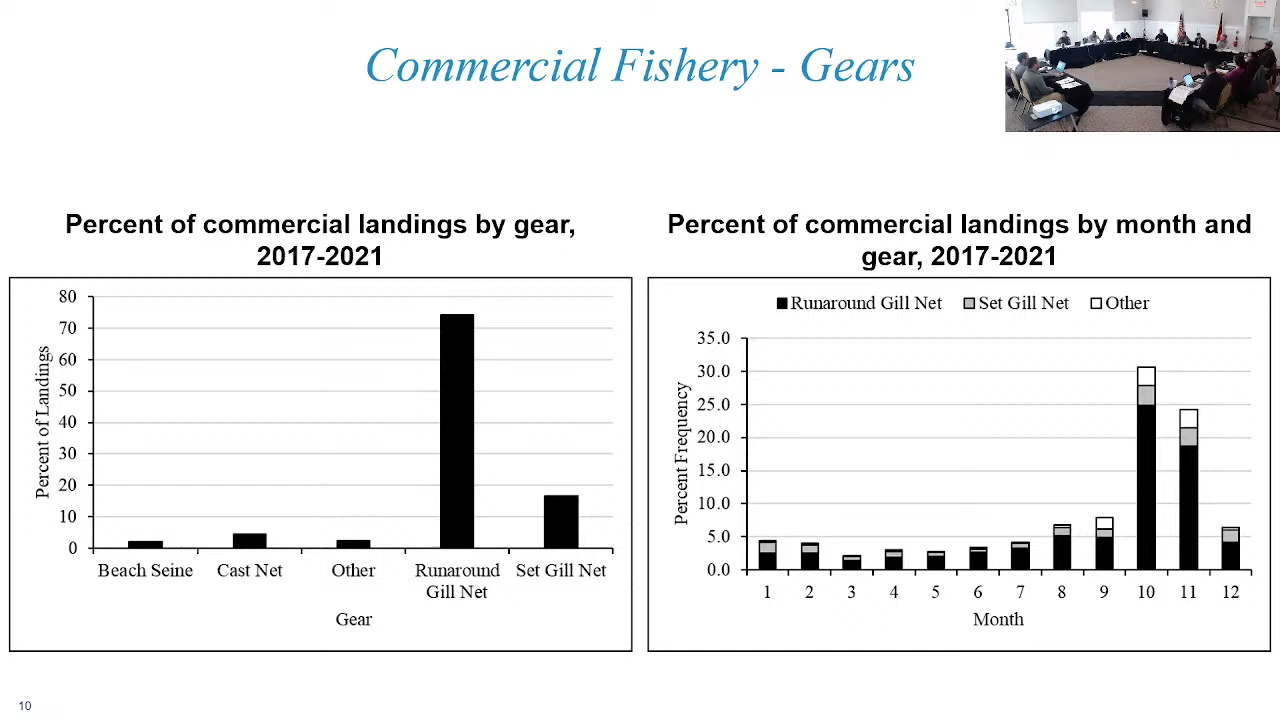 Commercial Fishery - Gears
Percent of commercial landings by gear,
2017-2021
80
70
60
50
40
30
20
10
0
Percent of Landings
Beach Seine
Cast Net
Other
Runaround
Gill Net
Set Gill Net
Gear
Percent of commercial landings by month and
gear, 2017-2021
Runaround Gill Net
Set Gill Net
Other
35.0
30.0
25.0
20.0
15.0
10.0
5.0
0.0
Percent Frequency
1 2 3 4 5 6 7 8 9 10 11 12
Month
10